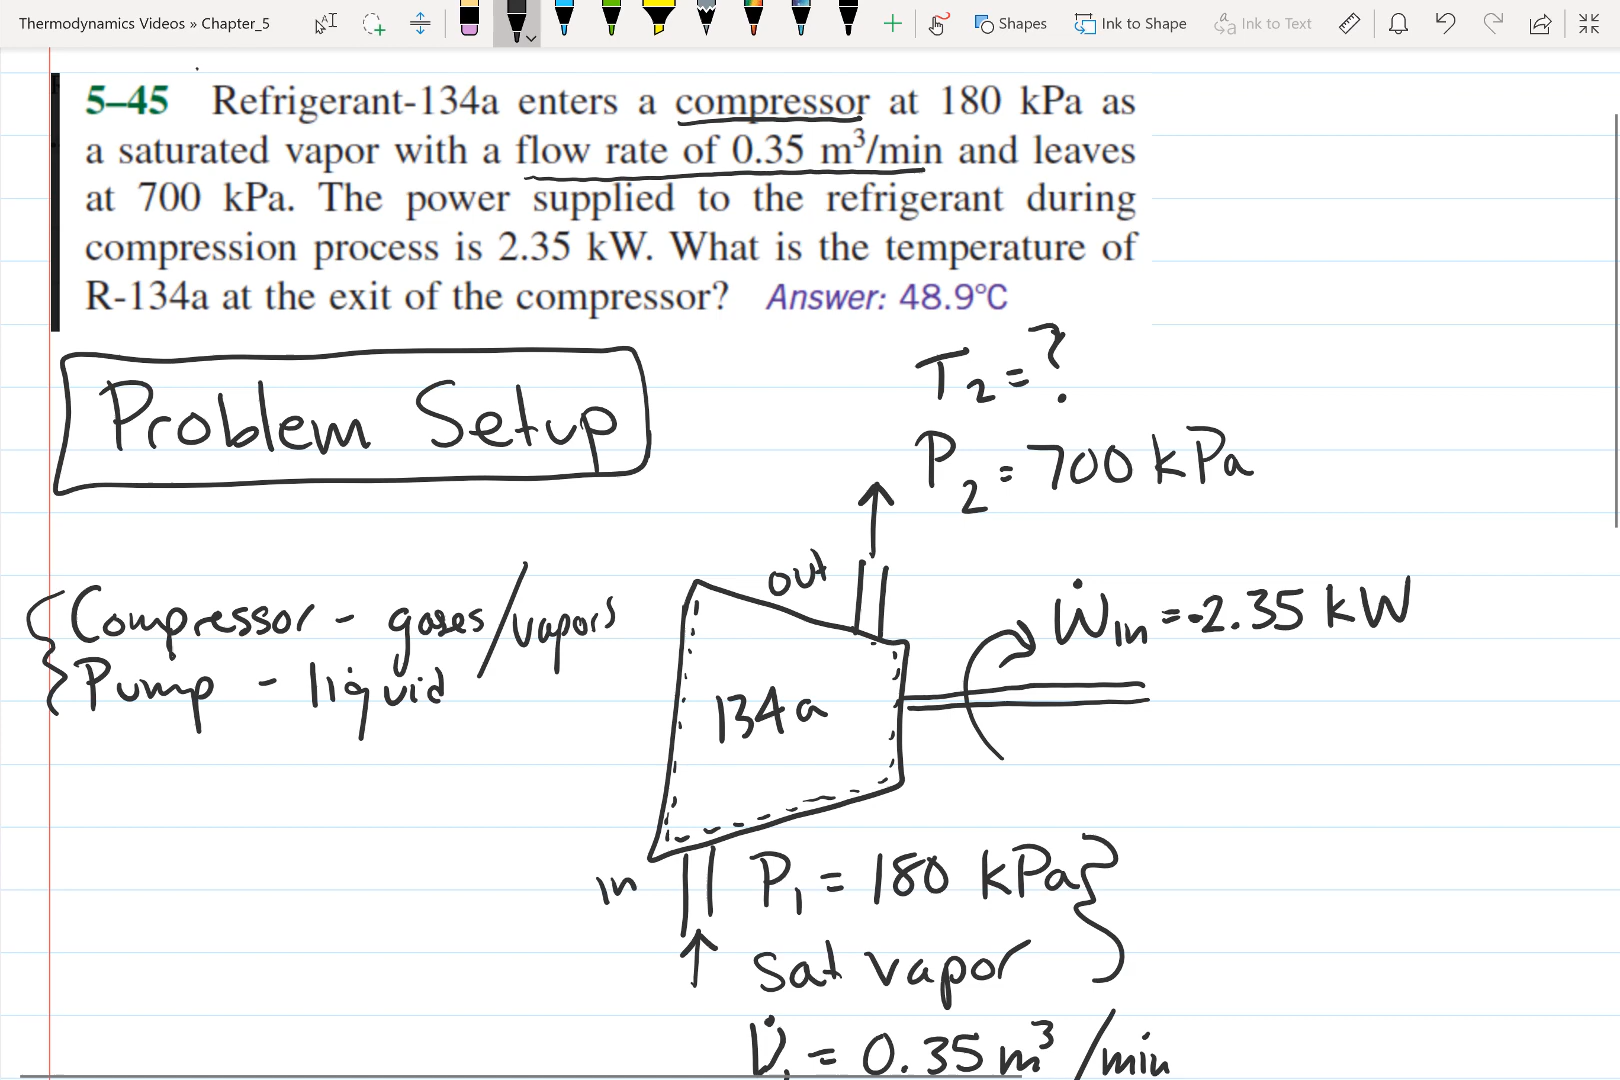 Thermodynamics Videos » Chapter_5
Shapes
Ink to Shape
Ink to Text
5–45 Refrigerant-134a enters a compressor at 180 kPa as
a saturated vapor with a flow rate of 0.35 m³/min and leaves
at 700 kPa. The power supplied to the refrigerant during
compression process is 2.35 kW. What is the temperature of
R-134a at the exit of the compressor? Answer: 48.9°C
Problem Setup
T₂ = ?
P₂ = 700 kPa
out
Compressor - gases/vapors
Pump - liquid
Ẇin = -2.35 kW
134a
in
P₁ = 180 kPa
sat vapor
V̇₁ = 0.35 m³/min